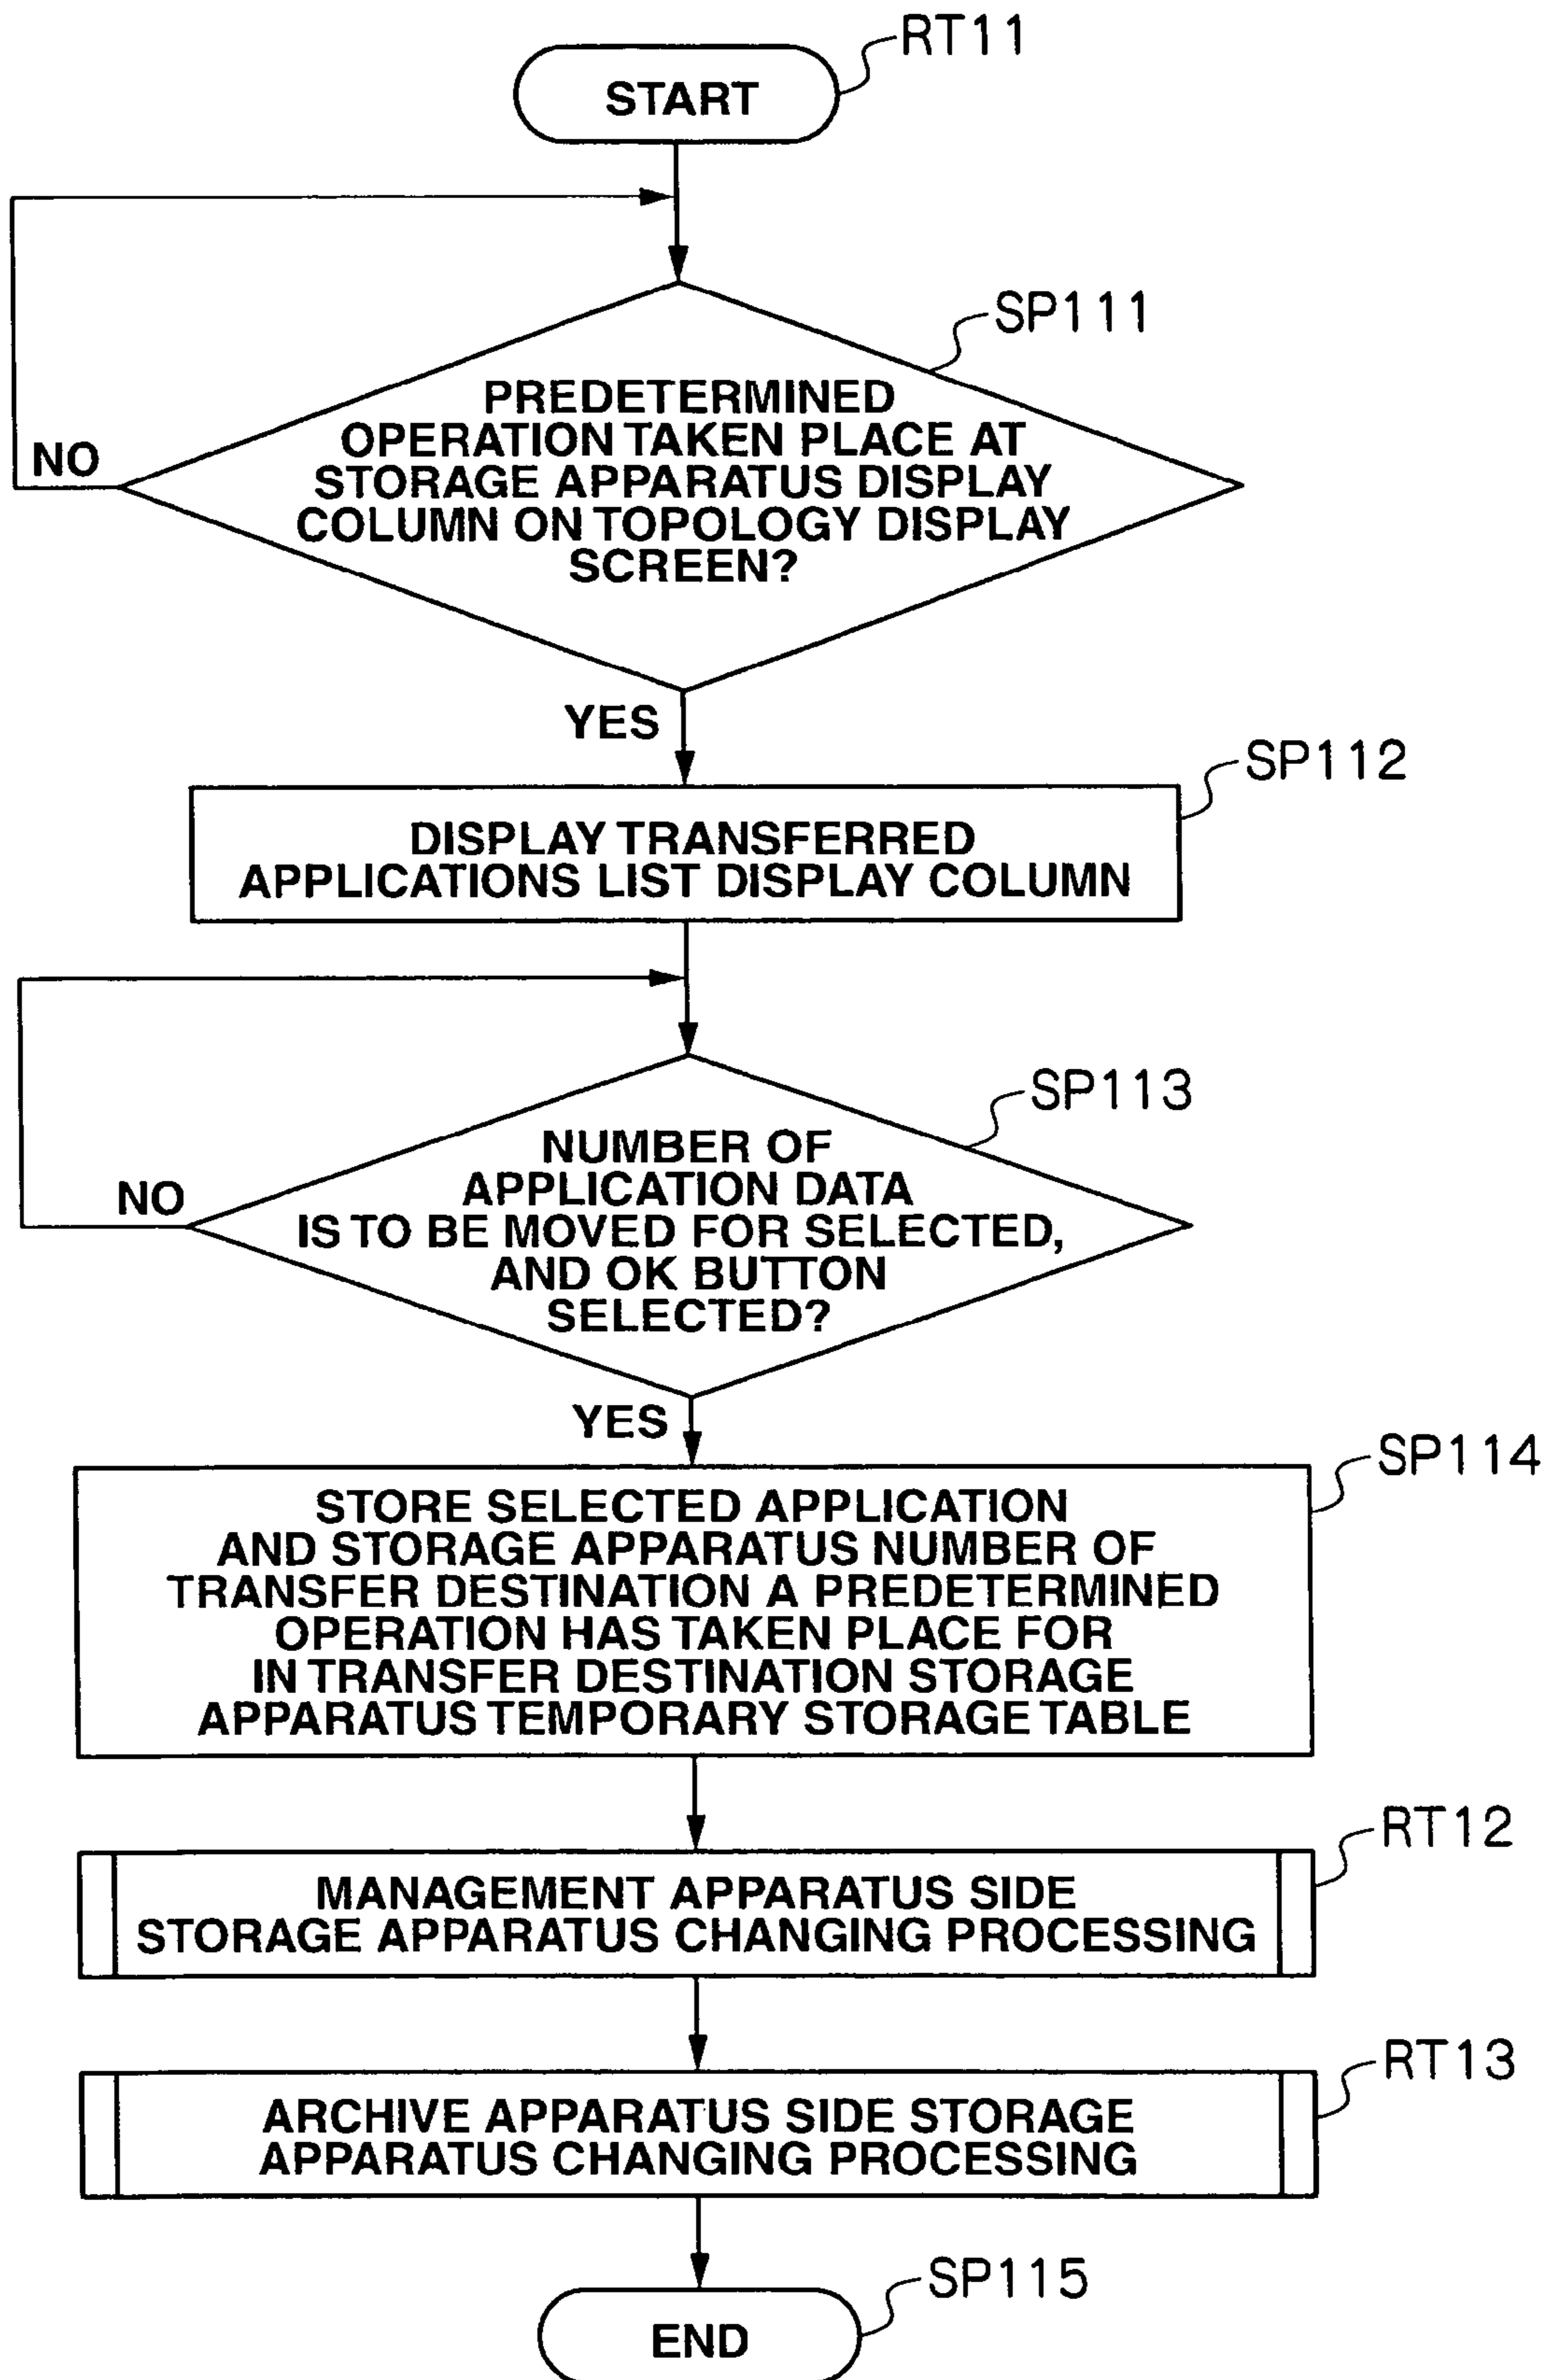 RT11
START
SP111
PREDETERMINED
OPERATION TAKEN PLACE AT
STORAGE APPARATUS DISPLAY
COLUMN ON TOPOLOGY DISPLAY
SCREEN?
NO
YES
SP112
DISPLAY TRANSFERRED
APPLICATIONS LIST DISPLAY COLUMN
SP113
NUMBER OF
APPLICATION DATA
IS TO BE MOVED FOR SELECTED,
AND OK BUTTON
SELECTED?
NO
YES
SP114
STORE SELECTED APPLICATION
AND STORAGE APPARATUS NUMBER OF
TRANSFER DESTINATION A PREDETERMINED
OPERATION HAS TAKEN PLACE FOR
IN TRANSFER DESTINATION STORAGE
APPARATUS TEMPORARY STORAGE TABLE
RT12
MANAGEMENT APPARATUS SIDE
STORAGE APPARATUS CHANGING PROCESSING
RT13
ARCHIVE APPARATUS SIDE STORAGE
APPARATUS CHANGING PROCESSING
SP115
END